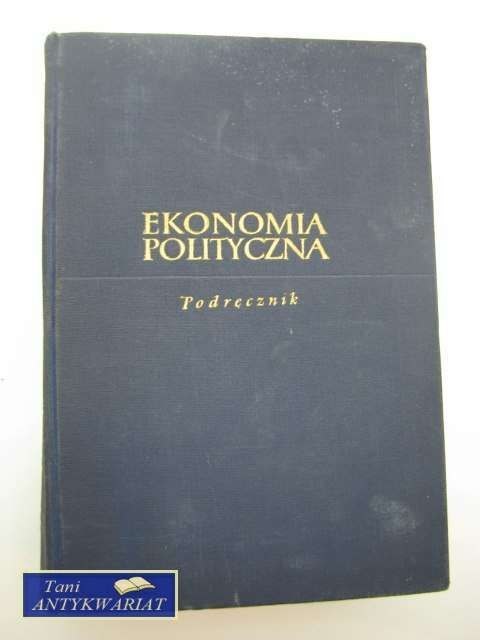 EKONOMIA
POLITYCZNA
Podręcznik
Tani
ANTYKWARIAT